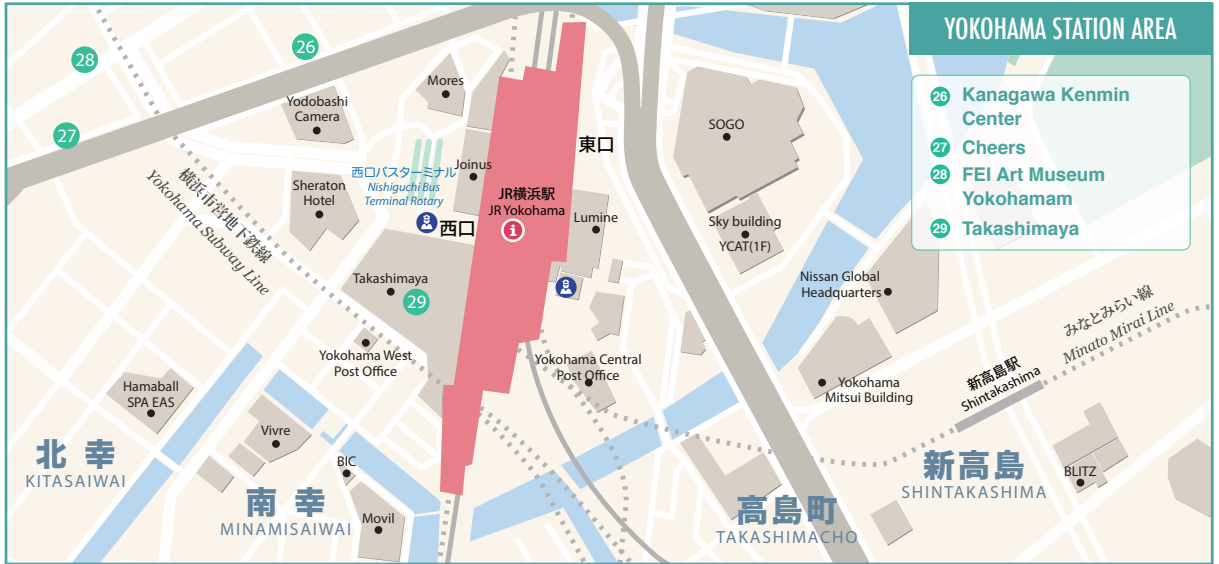 YOKOHAMA STATION AREA
26 Kanagawa Kenmin
Center
27 Cheers
28 FEI Art Museum
Yokohamam
29 Takashimaya
26
28
27
Yodobashi
Camera
Mores
SOGO
東口
西口バスターミナル
Nishiguchi Bus
Terminal Rotary
Joinus
横浜市営地下鉄線
Yokohama Subway Line
Sheraton
Hotel
JR横浜駅
JR Yokohama
i
西口
Lumine
Sky building
YCAT(1F)
Takashimaya
29
Nissan Global
Headquarters
みなとみらい線
Minato Mirai Line
Yokohama West
Post Office
Yokohama Central
Post Office
Yokohama
Mitsui Building
新高島駅
Shintakashima
Hamaball
SPA EAS
Vivre
BIC
Movil
BLITZ
北幸
KITASAIWAI
南幸
MINAMISAIWAI
高島町
TAKASHIMACHO
新高島
SHINTAKASHIMA